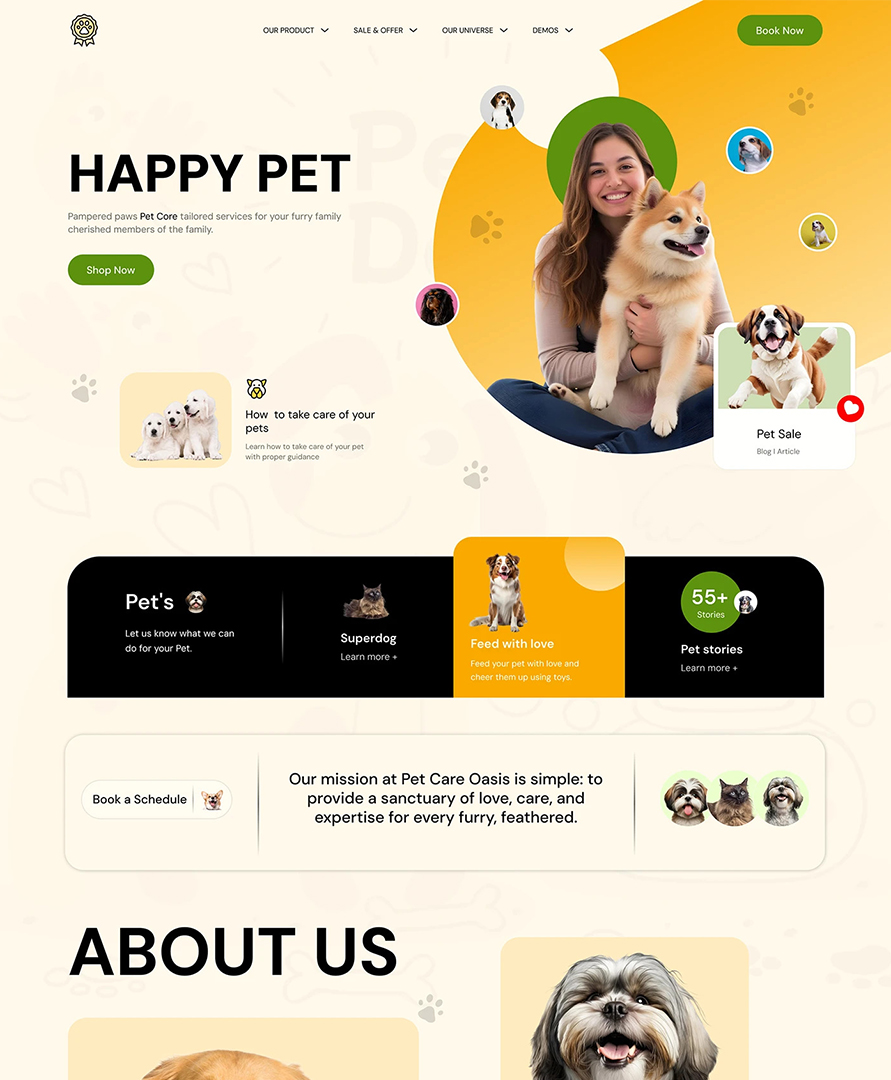 OUR PRODUCT
SALE & OFFER
OUR UNIVERSE
DEMOS
Book Now
HAPPY PET
Pampered paws Pet Core tailored services for your furry family
cherished members of the family.
Shop Now
How to take care of your
pets
Learn how to take care of your pet
with proper guidance
Pet Sale
Blog I Article
Pet's
Let us know what we can
do for your Pet.
Superdog
Learn more +
Feed with love
Feed your pet with love and
cheer them up using toys.
55+
Stories
Pet stories
Learn more +
Book a Schedule
Our mission at Pet Care Oasis is simple: to
provide a sanctuary of love, care, and
expertise for every furry, feathered.
ABOUT US